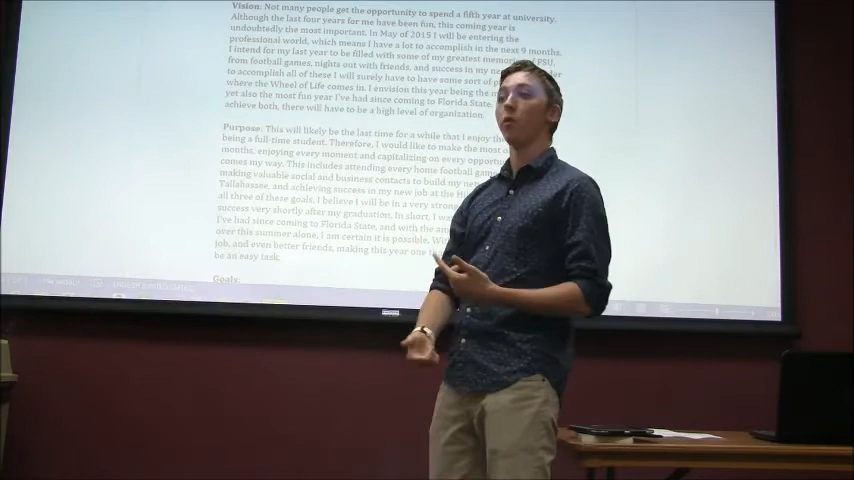 Vision: Not many people get the opportunity to spend a fifth year at university.
Although the last four years for me have been fun, this coming year is
undoubtedly the most important. In May of 2015 I will be entering the
professional world, which means I have a lot to accomplish in the next 9 months.
I intend for my last year to be filled with some of my greatest memories of FSU.
from football games, nights out with friends, and success in my new
to accomplish all of these I will surely have to have some sort of
where the Wheel of Life comes in. I envision this year being the
yet also the most fun year I've had since coming to Florida State,
achieve both, there will have to be a high level of organization.
Purpose: This will likely be the last time for a while that I enjoy
being a full-time student. Therefore, I would like to make the most
months, enjoying every moment and capitalizing on every
comes my way. This includes attending every home football
making valuable social and business contacts to build my
Tallahassee, and achieving success in my new job at the
all three of these goals, I believe I will be in a very strong
success very shortly after my graduation. In short, I
I've had since coming to Florida State, and with the
over this summer alone, I am certain it is possible.
job, and even better friends, making this year one
be an easy task.
Goals: